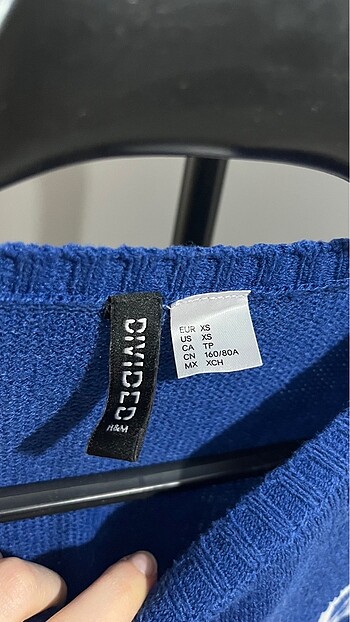 DIVIDED
H&M
EUR XS
US XS
CA TP
CN 160/80A
MX XCH